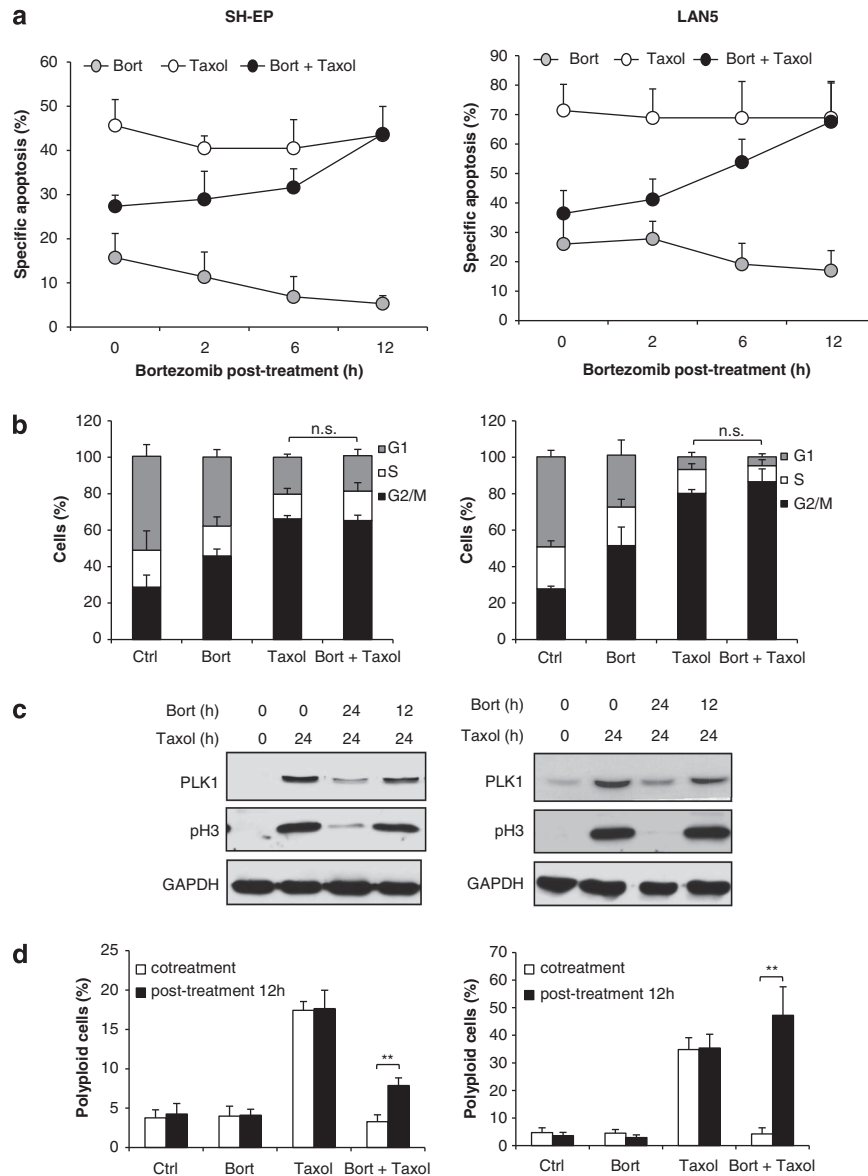 a
SH-EP
LAN5
Bort Taxol Bort + Taxol
Specific apoptosis (%)
60
50
40
30
20
10
0
0 2 6 12
Bortezomib post-treatment (h)
Bort Taxol Bort + Taxol
Specific apoptosis (%)
90
80
70
60
50
40
30
20
10
0
0 2 6 12
Bortezomib post-treatment (h)
b
Cells (%)
120
100
80
60
40
20
0
n.s.
G1
S
G2/M
Ctrl Bort Taxol Bort + Taxol
Cells (%)
120
100
80
60
40
20
0
n.s.
G1
S
G2/M
Ctrl Bort Taxol Bort + Taxol
c
Bort (h) 0 0 24 12
Taxol (h) 0 24 24 24
PLK1
pH3
GAPDH
Bort (h) 0 0 24 12
Taxol (h) 0 24 24 24
PLK1
pH3
GAPDH
d
Polyploid cells (%)
25
20
15
10
5
0
cotreatment
post-treatment 12h
**
Ctrl Bort Taxol Bort + Taxol
Polyploid cells (%)
70
60
50
40
30
20
10
0
cotreatment
post-treatment 12h
**
Ctrl Bort Taxol Bort + Taxol